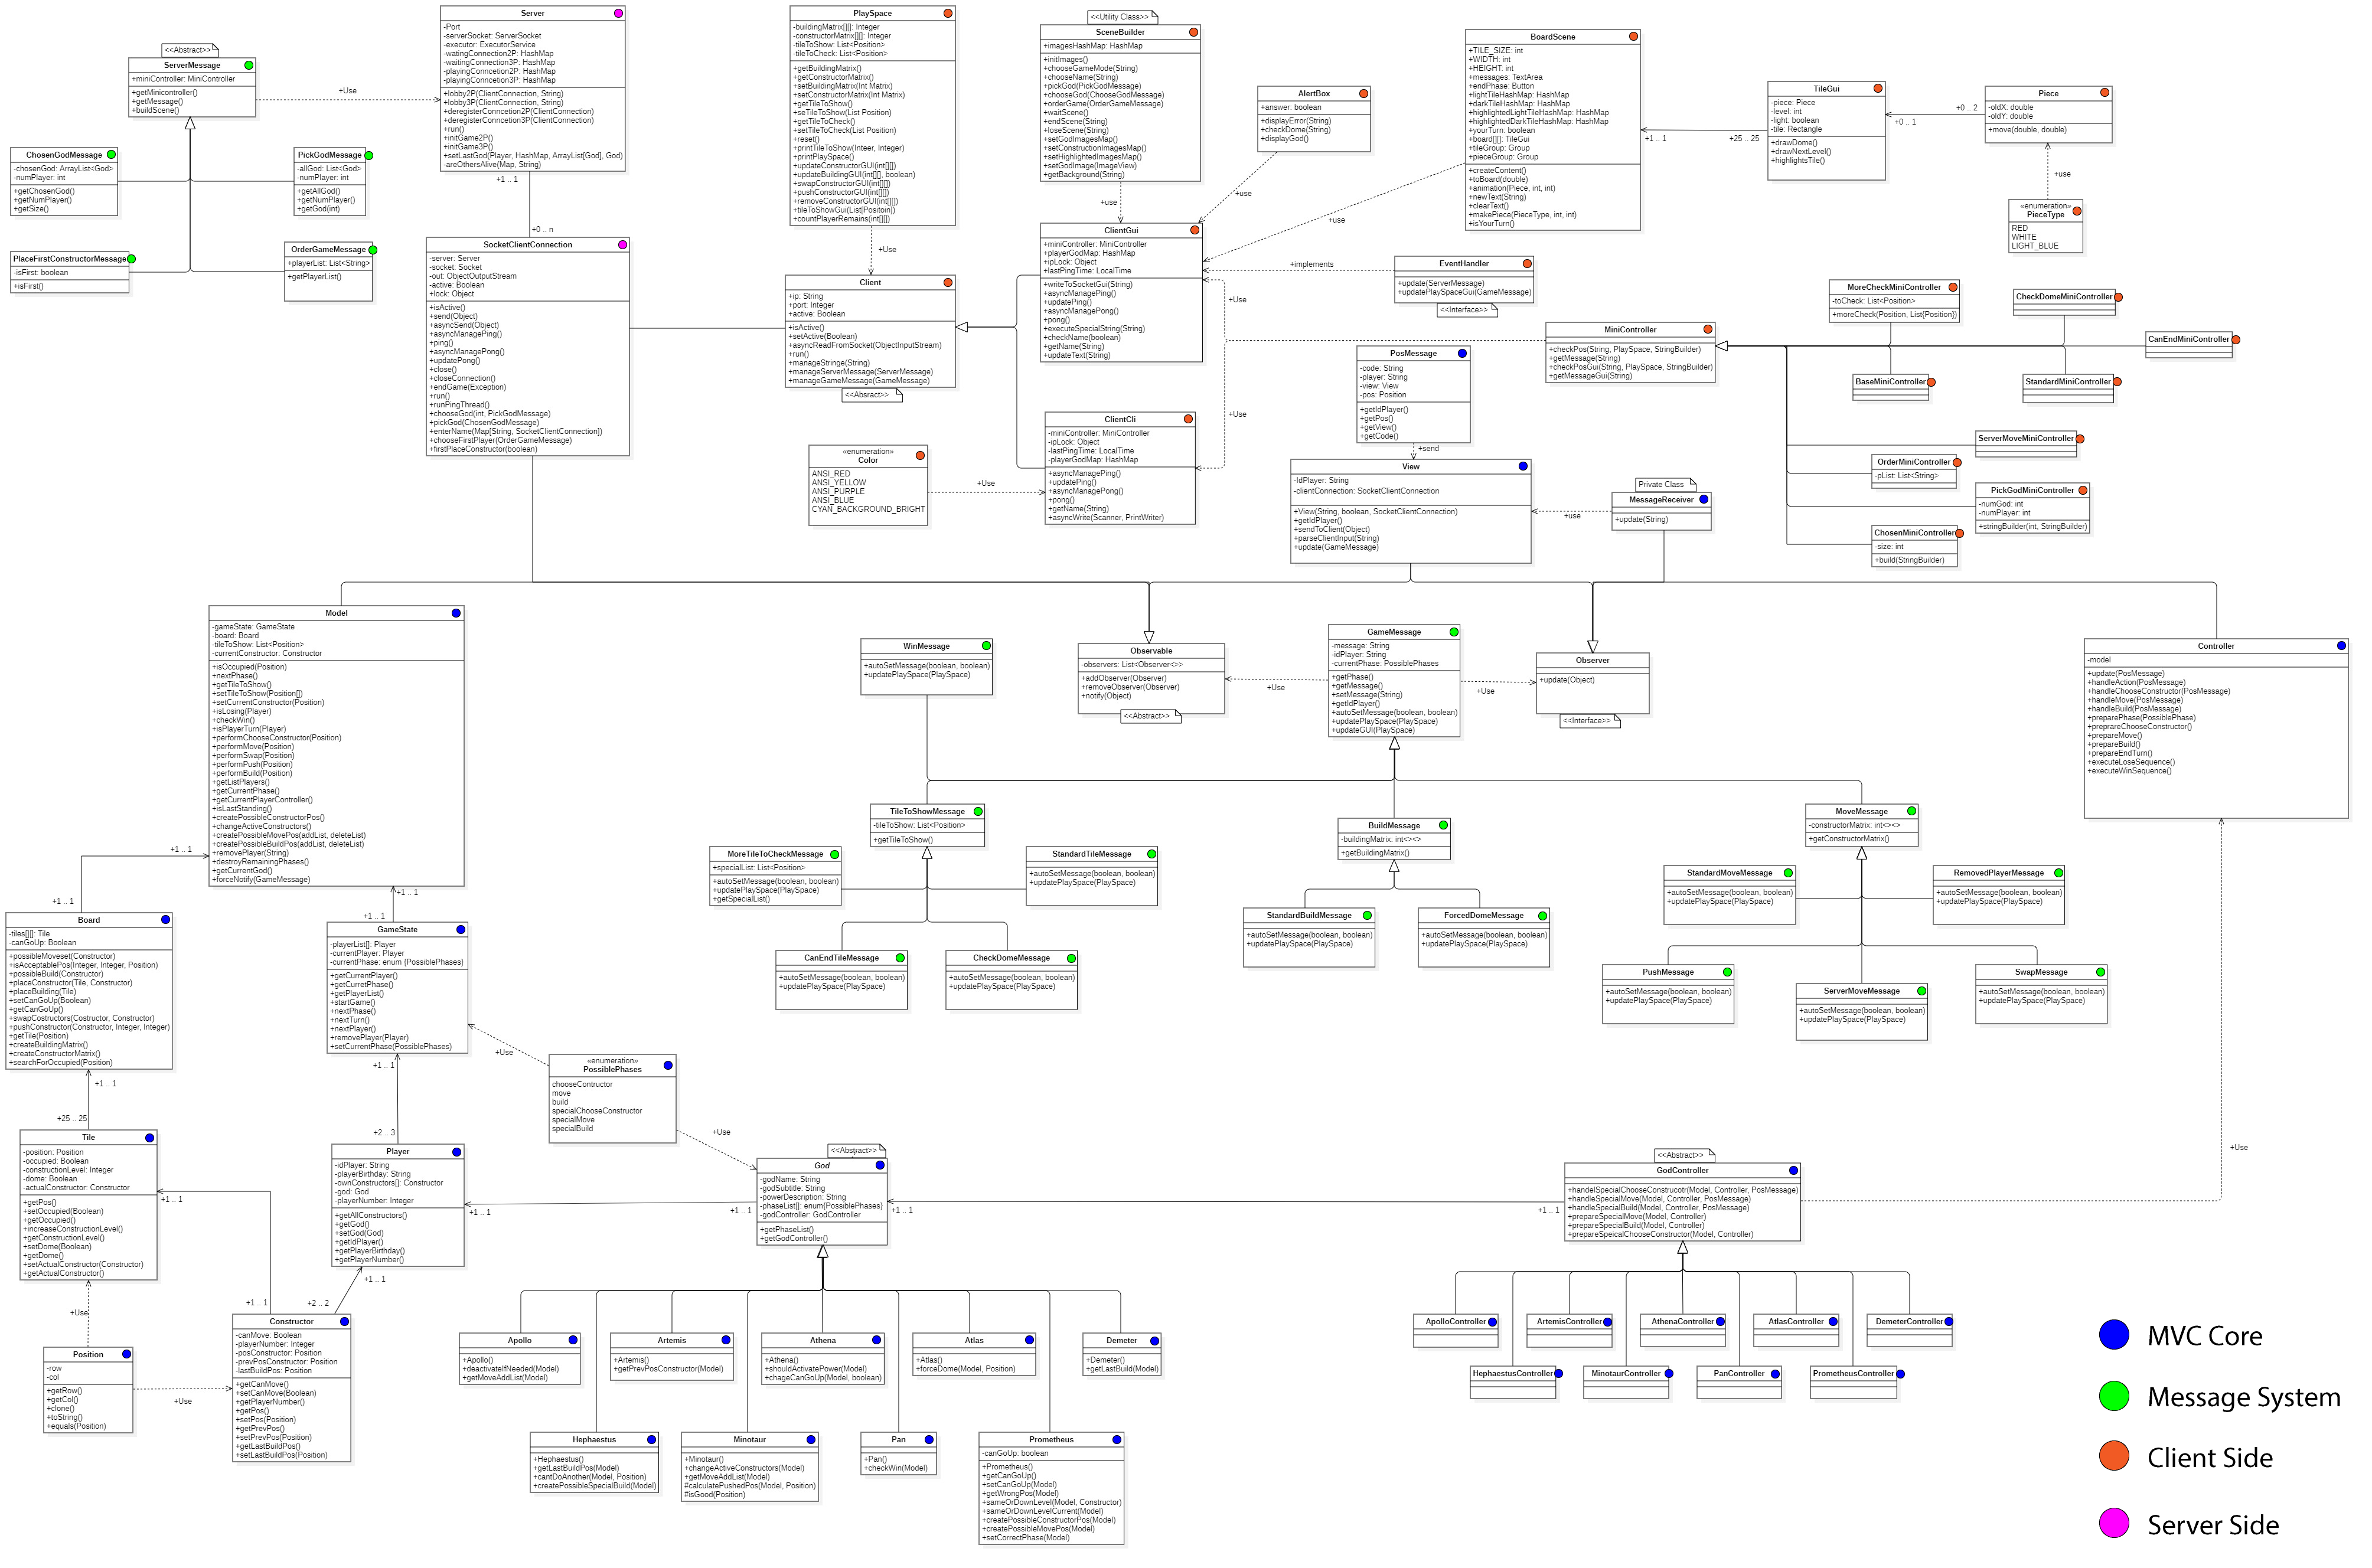 <<Abstract>>
ServerMessage
+miniController: MiniController
+getMinicontroller()
+getMessage()
+buildScene()
+Use
ChosenGodMessage
-chosenGod: ArrayList<God>
-numPlayer: int
+getChosenGod()
+getNumPlayer()
+getSize()
PickGodMessage
-allGod: List<God>
-numPlayer: int
+getAllGod()
+getNumPlayer()
+getGod(int)
PlaceFirstConstructorMessage
-isFirst: boolean
+isFirst()
OrderGameMessage
+playerList: List<String>
+getPlayerList()
Server
-Port
-serverSocket: ServerSocket
-executor: ExecutorService
-watingConnection2P: HashMap
-waitingConnection3P: HashMap
-playingConncetion2P: HashMap
-playingConncetion3P: HashMap
+lobby2P(ClientConnection, String)
+lobby3P(ClientConnection, String)
+deregisterConnection2P(ClientConnection)
+deregisterConncetion3P(ClientConnection)
+run()
+initGame2P()
+initGame3P()
+setLastGod(Player, HashMap, ArrayList[God], God)
-areOthersAlive(Map, String)
+1 .. 1
+0 .. n
SocketClientConnection
-server: Server
-socket: Socket
-out: ObjectOutputStream
-active: Boolean
+lock: Object
+isActive()
+send(Object)
+asyncSend(Object)
+asyncManagePing()
+ping()
+asyncManagePong()
+updatePong()
+close()
+closeConnection()
+endGame(Exception)
+run()
+runPingThread()
+chooseGod(int, PickGodMessage)
+pickGod(ChosenGodMessage)
+enterName(Map[String, SocketClientConnection])
+chooseFirstPlayer(OrderGameMessage)
+firstPlaceConstructor(boolean)
PlaySpace
-buildingMatrix[][]: Integer
-constructorMatrix[][]: Integer
-tileToShow: List<Position>
-tileToCheck: List<Position>
+getBuildingMatrix()
+getConstructorMatrix()
+setBuildingMatrix(Int Matrix)
+setConstructorMatrix(Int Matrix)
+getTileToShow()
+seTileToShow(List Position)
+getTileToCheck()
+setTileToCheck(List Position)
+reset()
+printTileToShow(Inteer, Integer)
+printPlaySpace()
+updateConstructorGUI(int[][])
+updateBuildingGUI(int[][], boolean)
+swapConstructorGUI(int[][])
+pushConstructorGUI(int[][])
+removeConstructorGUI(int[][])
+tileToShowGui(List[Positoin])
+countPlayerRemains(int[][])
+Use
Client
+ip: String
+port: Integer
+active: Boolean
+isActive()
+setActive(Boolean)
+asyncReadFromSocket(ObjectInputStream)
+run()
+manageStringe(String)
+manageServerMessage(ServerMessage)
+manageGameMessage(GameMessage)
<<Absract>>
«enumeration»
Color
ANSI_RED
ANSI_YELLOW
ANSI_PURPLE
ANSI_BLUE
CYAN_BACKGROUND_BRIGHT
+Use
<<Utility Class>>
SceneBuilder
+imagesHashMap: HashMap
+initImages()
+chooseGameMode(String)
+chooseName(String)
+pickGod(PickGodMessage)
+chooseGod(ChooseGodMessage)
+orderGame(OrderGameMessage)
+waitScene()
+endScene(String)
+loseScene(String)
+setGodImagesMap()
+setConstructionImagesMap()
+setHighlightedImagesMap()
+setGodImage(ImageView)
+getBackground(String)
+use
AlertBox
+answer: boolean
+displayError(String)
+checkDome(String)
+displayGod()
+use
ClientGui
+miniController: MiniController
+playerGodMap: HashMap
+ipLock: Object
+lastPingTime: LocalTime
+writeToSocketGui(String)
+asyncManagePing()
+updatePing()
+asyncManagePong()
+pong()
+executeSpecialString(String)
+checkName(boolean)
+getName(String)
+updateText(String)
ClientCli
-miniController: MiniController
-ipLock: Object
-lastPingTime: LocalTime
-playerGodMap: HashMap
+asyncManagePing()
+updatePing()
+asyncManagePong()
+pong()
+getName(String)
+asyncWrite(Scanner, PrintWriter)
BoardScene
+TILE_SIZE: int
+WIDTH: int
+HEIGHT: int
+messages: TextArea
+endPhase: Button
+lightTileHashMap: HashMap
+darkTileHashMap: HashMap
+highlightedLightTileHashMap: HashMap
+highlightedDarkTileHashMap: HashMap
+yourTurn: boolean
+board[][]: TileGui
+tileGroup: Group
+pieceGroup: Group
+createContent()
+toBoard(double)
+animation(Piece, int, int)
+newText(String)
+clearText()
+makePiece(PieceType, int, int)
+isYourTurn()
+use
+1 .. 1
+25 .. 25
TileGui
-piece: Piece
-level: int
-light: boolean
-tile: Rectangle
+drawDome()
+drawNextLevel()
+highlightsTile()
+0 .. 2
+0 .. 1
Piece
-oldX: double
-oldY: double
+move(double, double)
+use
«enumeration»
PieceType
RED
WHITE
LIGHT_BLUE
+implements
EventHandler
+update(ServerMessage)
+updatePlaySpaceGui(GameMessage)
<<Interface>>
+Use
+Use
MiniController
+checkPos(String, PlaySpace, StringBuilder)
+getMessage(String)
+checkPosGui(String, PlaySpace, StringBuilder)
+getMessageGui(String)
MoreCheckMiniController
-toCheck: List<Position>
+moreCheck(Position, List[Position])
CheckDomeMiniController
CanEndMiniController
BaseMiniController
StandardMiniController
ServerMoveMiniController
OrderMiniController
-pList: List<String>
PickGodMiniController
-numGod: int
-numPlayer: int
+stringBuilder(int, StringBuilder)
ChosenMiniController
-size: int
+build(StringBuilder)
PosMessage
-code: String
-player: String
-view: View
-pos: Position
+getIdPlayer()
+getPos()
+getView()
+getCode()
+send
View
-IdPlayer: String
-clientConnection: SocketClientConnection
+View(String, boolean, SocketClientConnection)
+getIdPlayer()
+sendToClient(Object)
+parseClientInput(String)
+update(GameMessage)
+use
Private Class
MessageReceiver
+update(String)
Model
-gameState: GameState
-board: Board
-tileToShow: List<Position>
-currentConstructor: Constructor
+isOccupied(Position)
+nextPhase()
+getTileToShow()
+setTileToShow(Position[])
+setCurrentConstructor(Position)
+isLosing(Player)
+checkWin()
+isPlayerTurn(Player)
+performChooseConstructor(Position)
+performMove(Position)
+performSwap(Position)
+performPush(Position)
+performBuild(Position)
+getListPlayers()
+getCurrentPhase()
+getCurrentPlayerController()
+isLastStanding()
+createPossibleConstructorPos()
+changeActiveConstructors()
+createPossibleMovePos(addList, deleteList)
+createPossibleBuildPos(addList, deleteList)
+removePlayer(String)
+destroyRemainingPhases()
+getCurrentGod()
+forceNotify(GameMessage)
+1 .. 1
+1 .. 1
+1 .. 1
+1 .. 1
WinMessage
+autoSetMessage(boolean, boolean)
+updatePlaySpace(PlaySpace)
Observable
-observers: List<Observer<>>
+addObserver(Observer)
+removeObserver(Observer)
+notify(Object)
<<Abstract>>
+Use
GameMessage
-message: String
-idPlayer: String
-currentPhase: PossiblePhases
+getPhase()
+getMessage()
+setMessage(String)
+getIdPlayer()
+autoSetMessage(boolean, boolean)
+updatePlaySpace(PlaySpace)
+updateGUI(PlaySpace)
+Use
Observer
+update(Object)
<<Interface>>
Controller
-model
+update(PosMessage)
+handleAction(PosMessage)
+handleChooseConstructor(PosMessage)
+handleMove(PosMessage)
+handleBuild(PosMessage)
+preparePhase(PossiblePhase)
+prepareChooseConstructor()
+prepareMove()
+prepareBuild()
+prepareEndTurn()
+executeLoseSequence()
+executeWinSequence()
TileToShowMessage
-tileToShow: List<Position>
+getTileToShow()
MoreTileToCheckMessage
+specialList: List<Position>
+autoSetMessage(boolean, boolean)
+updatePlaySpace(PlaySpace)
+getSpecialList()
StandardTileMessage
+autoSetMessage(boolean, boolean)
+updatePlaySpace(PlaySpace)
CanEndTileMessage
+autoSetMessage(boolean, boolean)
+updatePlaySpace(PlaySpace)
CheckDomeMessage
+autoSetMessage(boolean, boolean)
+updatePlaySpace(PlaySpace)
BuildMessage
-buildingMatrix: int<><>
+getBuildingMatrix()
StandardBuildMessage
+autoSetMessage(boolean, boolean)
+updatePlaySpace(PlaySpace)
ForcedDomeMessage
+autoSetMessage(boolean, boolean)
+updatePlaySpace(PlaySpace)
MoveMessage
-constructorMatrix: int<><>
+getConstructorMatrix()
StandardMoveMessage
+autoSetMessage(boolean, boolean)
+updatePlaySpace(PlaySpace)
RemovedPlayerMessage
+autoSetMessage(boolean, boolean)
+updatePlaySpace(PlaySpace)
PushMessage
+autoSetMessage(boolean, boolean)
+updatePlaySpace(PlaySpace)
ServerMoveMessage
+autoSetMessage(boolean, boolean)
+updatePlaySpace(PlaySpace)
SwapMessage
+autoSetMessage(boolean, boolean)
+updatePlaySpace(PlaySpace)
Board
-tiles[][]: Tile
-canGoUp: Boolean
+possibleMoveset(Constructor)
+isAcceptablePos(Integer, Integer, Position)
+possibleBuild(Constructor)
+placeConstructor(Tile, Constructor)
+placeBuilding(Tile)
+setCanGoUp(Boolean)
+getCanGoUp()
+swapCostructors(Costructor, Constructor)
+pushConstructor(Constructor, Integer, Integer)
+getTile(Position)
+createBuildingMatrix()
+createConstructorMatrix()
+searchForOccupied(Position)
+1 .. 1
+25 .. 25
GameState
-playerList[]: Player
-currentPlayer: Player
-currentPhase: enum {PossiblePhases}
+getCurrentPlayer()
+getCurretPhase()
+getPlayerList()
+startGame()
+nextPhase()
+nextTurn()
+nextPlayer()
+removePlayer(Player)
+setCurrentPhase(PossiblePhases)
+1 .. 1
+2 .. 3
+Use
«enumeration»
PossiblePhases
chooseContructor
move
build
specialChooseConstructor
specialMove
specialBuild
+Use
Tile
-position: Position
-occupied: Boolean
-constructionLevel: Integer
-dome: Boolean
-actualConstructor: Constructor
+getPos()
+setOccupied(Boolean)
+getOccupied()
+increaseConstructionLevel()
+getConstructionLevel()
+setDome(Boolean)
+getDome()
+setActualConstructor(Constructor)
+getActualConstructor()
+1 .. 1
+1 .. 1
+Use
Player
-idPlayer: String
-playerBirthday: String
-ownConstructors[]: Constructor
-god: God
-playerNumber: Integer
+getAllConstructors()
+getGod()
+setGod(God)
+getIdPlayer()
+getPlayerBirthday()
+getPlayerNumber()
+1 .. 1
+2 .. 2
+1 .. 1
+1 .. 1
Constructor
-canMove: Boolean
-playerNumber: Integer
-posConstructor: Position
-prevPosConstructor: Position
-lastBuildPos: Position
+getCanMove()
+setCanMove(Boolean)
+getPlayerNumber()
+getPos()
+setPos(Position)
+getPrevPos()
+setPrevPos(Position)
+getLastBuildPos()
+setLastBuildPos(Position)
Position
-row
-col
+getRow()
+getCol()
+clone()
+toString()
+equals(Position)
+Use
<<Abstract>>
God
-godName: String
-godSubtitle: String
-powerDescription: String
-phaseList[]: enum{PossiblePhases}
-godController: GodController
+getPhaseList()
+getGodController()
+1 .. 1
+1 .. 1
<<Abstract>>
GodController
+handelSpecialChooseConstrucotr(Model, Controller, PosMessage)
+handleSpecialMove(Model, Controller, PosMessage)
+handleSpecialBuild(Model, Controller, PosMessage)
+prepareSpecialMove(Model, Controller)
+prepareSpecialBuild(Model, Controller)
+prepareSpeicalChooseConstructor(Model, Controller)
+Use
Apollo
+Apollo()
+deactivateIfNeeded(Model)
+getMoveAddList(Model)
Artemis
+Artemis()
+getPrevPosConstructor(Model)
Athena
+Athena()
+shouldActivatePower(Model)
+chageCanGoUp(Model, boolean)
Atlas
+Atlas()
+forceDome(Model, Position)
Demeter
+Demeter()
+getLastBuild(Model)
Hephaestus
+Hephaestus()
+getLastBuildPos(Model)
+cantDoAnother(Model, Position)
+createPossibleSpecialBuild(Model)
Minotaur
+Minotaur()
+changeActiveConstructors(Model)
+getMoveAddList(Model)
#calculatePushedPos(Model, Position)
#isGood(Position)
Pan
+Pan()
+checkWin(Model)
Prometheus
-canGoUp: boolean
+Prometheus()
+getCanGoUp()
+setCanGoUp(Model)
+getWrongPos(Model)
+sameOrDownLevel(Model, Constructor)
+sameOrDownLevelCurrent(Model)
+createPossibleConstructorPos(Model)
+createPossibleMovePos(Model)
+setCorrectPhase(Model)
ApolloController
ArtemisController
AthenaController
AtlasController
DemeterController
HephaestusController
MinotaurController
PanController
PrometheusController
MVC Core
Message System
Client Side
Server Side